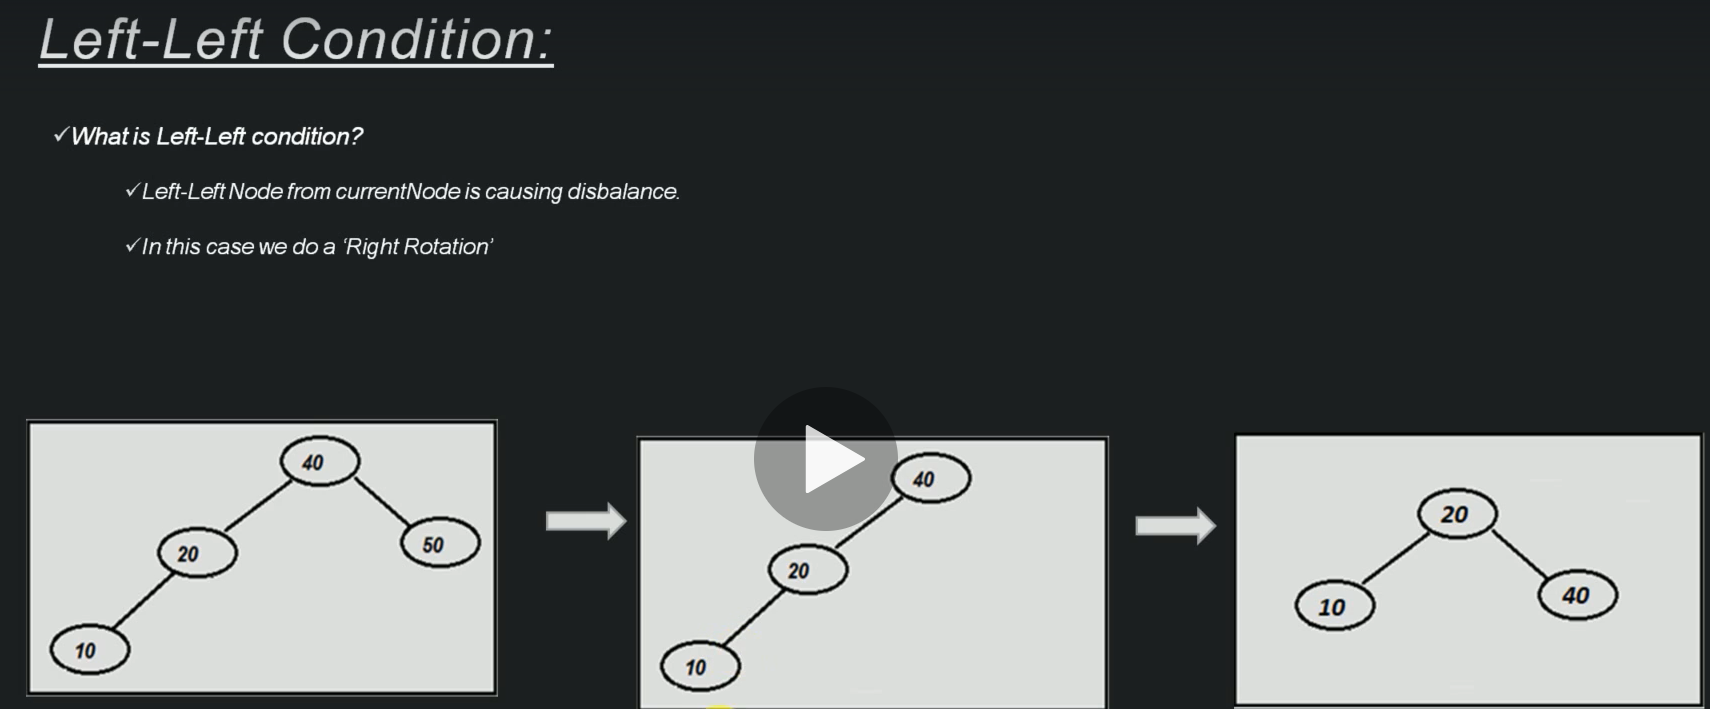 Left-Left Condition:
✓What is Left-Left condition?
✓Left-Left Node from currentNode is causing disbalance.
✓In this case we do a ‘Right Rotation’
40
20
50
10
40
20
10
20
10
40